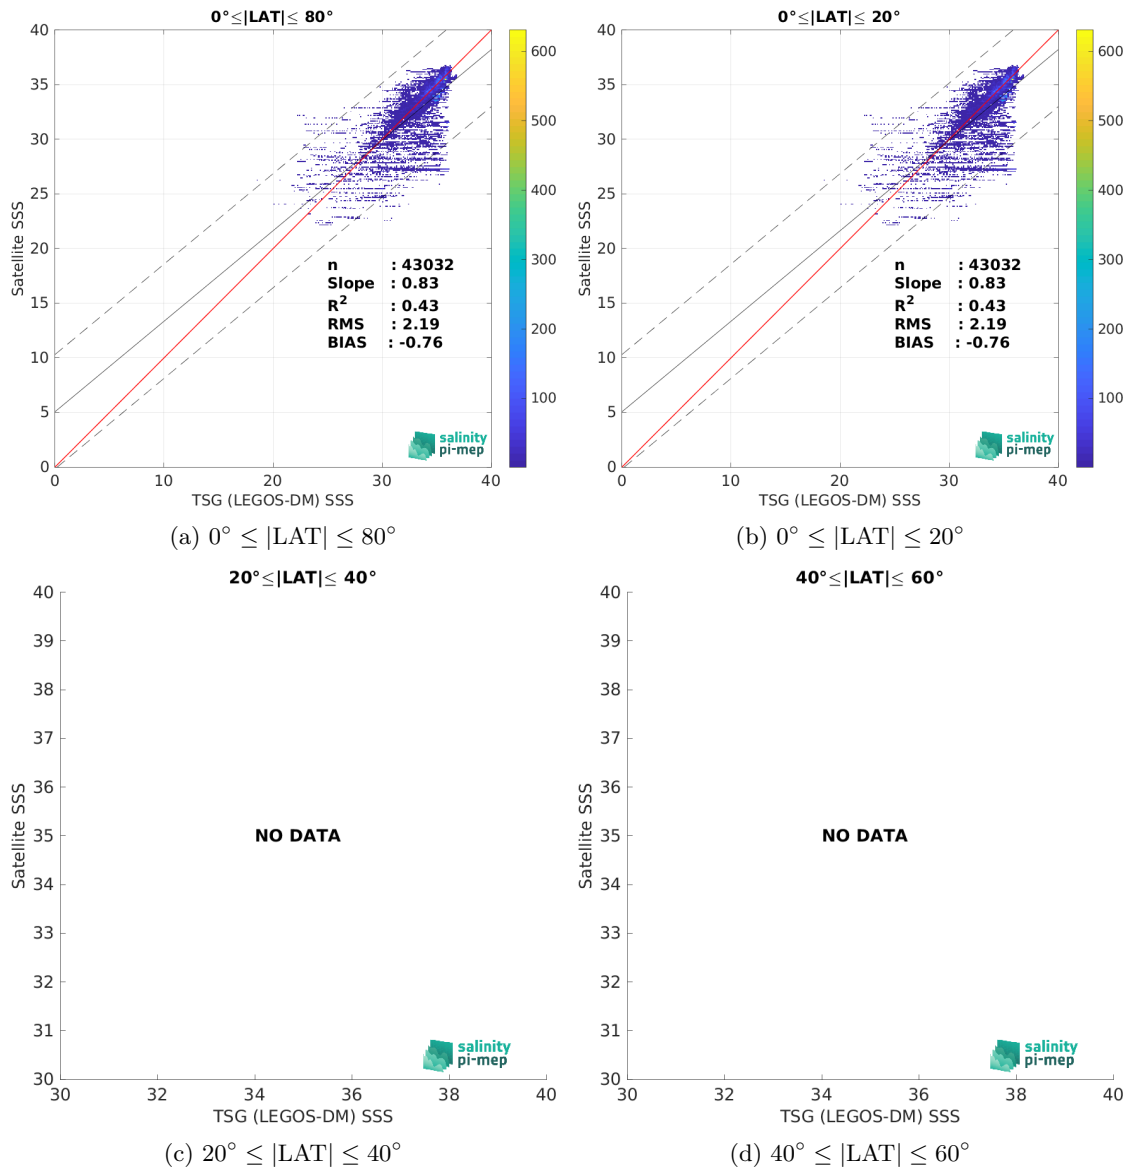 0°≤|LAT|≤ 80°
40
35
30
25
20
15
10
5
0
0
10
20
30
40
Satellite SSS
TSG (LEGOS-DM) SSS
n : 43032
Slope : 0.83
R² : 0.43
RMS : 2.19
BIAS : -0.76
salinity
pi-mep
600
500
400
300
200
100
(a) 0° ≤ |LAT| ≤ 80°
0°≤|LAT|≤ 20°
40
35
30
25
20
15
10
5
0
0
10
20
30
40
Satellite SSS
TSG (LEGOS-DM) SSS
n : 43032
Slope : 0.83
R² : 0.43
RMS : 2.19
BIAS : -0.76
salinity
pi-mep
600
500
400
300
200
100
(b) 0° ≤ |LAT| ≤ 20°
20°≤|LAT|≤ 40°
40
39
38
37
36
35
34
33
32
31
30
30
32
34
36
38
40
Satellite SSS
TSG (LEGOS-DM) SSS
NO DATA
salinity
pi-mep
(c) 20° ≤ |LAT| ≤ 40°
40°≤|LAT|≤ 60°
40
39
38
37
36
35
34
33
32
31
30
30
32
34
36
38
40
Satellite SSS
TSG (LEGOS-DM) SSS
NO DATA
salinity
pi-mep
(d) 40° ≤ |LAT| ≤ 60°